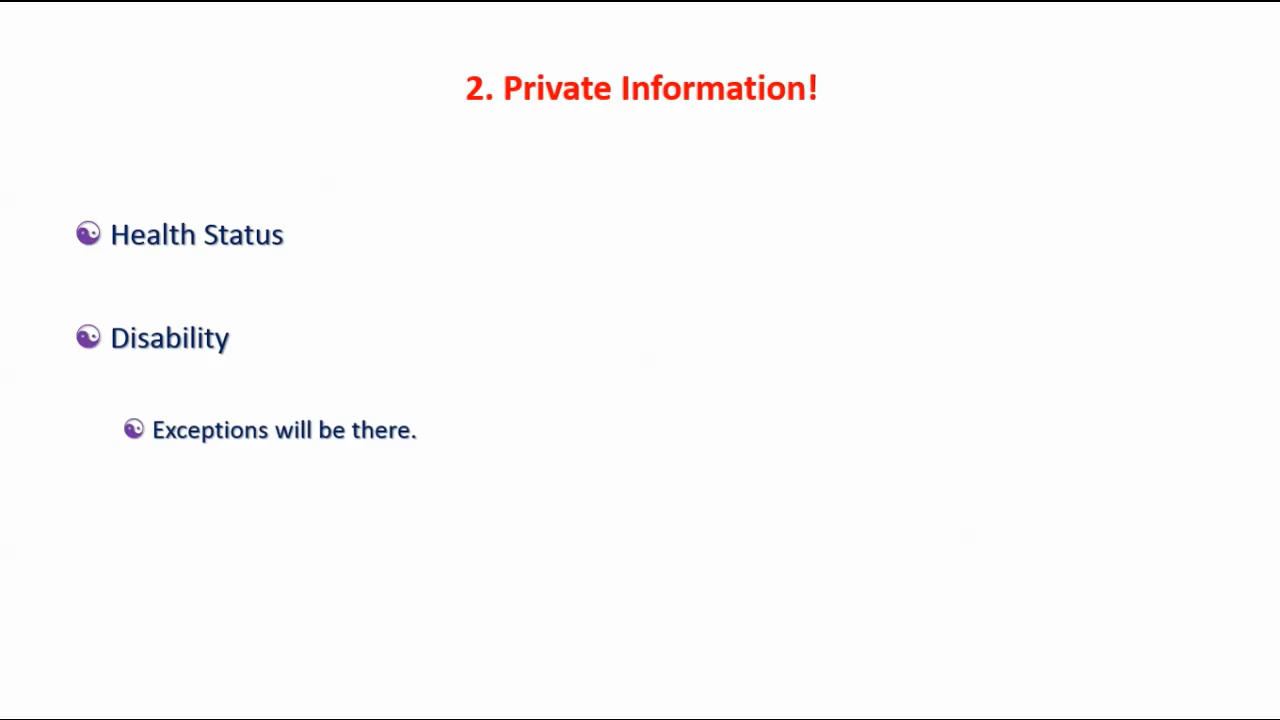 2. Private Information!
Health Status
Disability
Exceptions will be there.